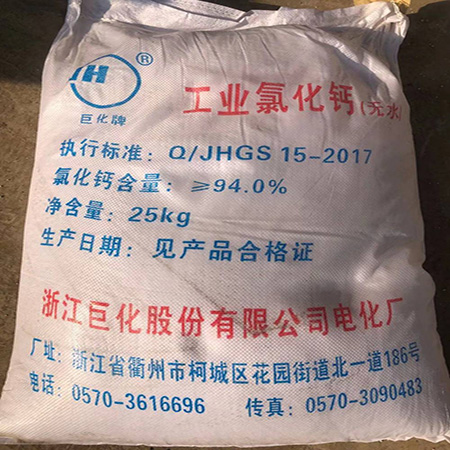 JH®
巨化牌
工业氯化钙(无水)
执行标准：Q/JHGS 15-2017
氯化钙含量：≥94.0%
净含量：25kg
生产日期：见产品合格证
浙江巨化股份有限公司电化厂
厂址：浙江省衢州市柯城区花园街道北一道186号
电话：0570-3616696　传真：0570-3090483